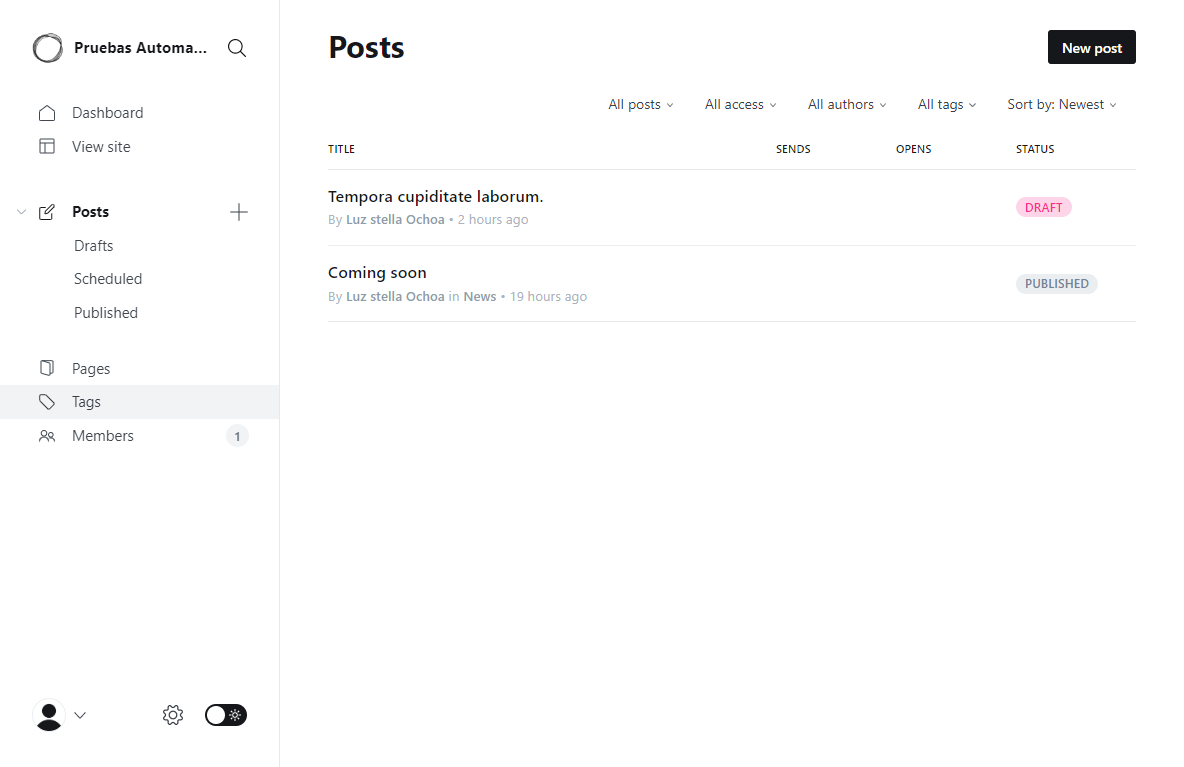 Pruebas Automa...
Dashboard
View site
Posts
Drafts
Scheduled
Published
Pages
Tags
Members
1
Posts
New post
All posts
All access
All authors
All tags
Sort by: Newest
TITLE SENDS OPENS STATUS
Tempora cupiditate laborum.
By Luz stella Ochoa • 2 hours ago
DRAFT
Coming soon
By Luz stella Ochoa in News • 19 hours ago
PUBLISHED